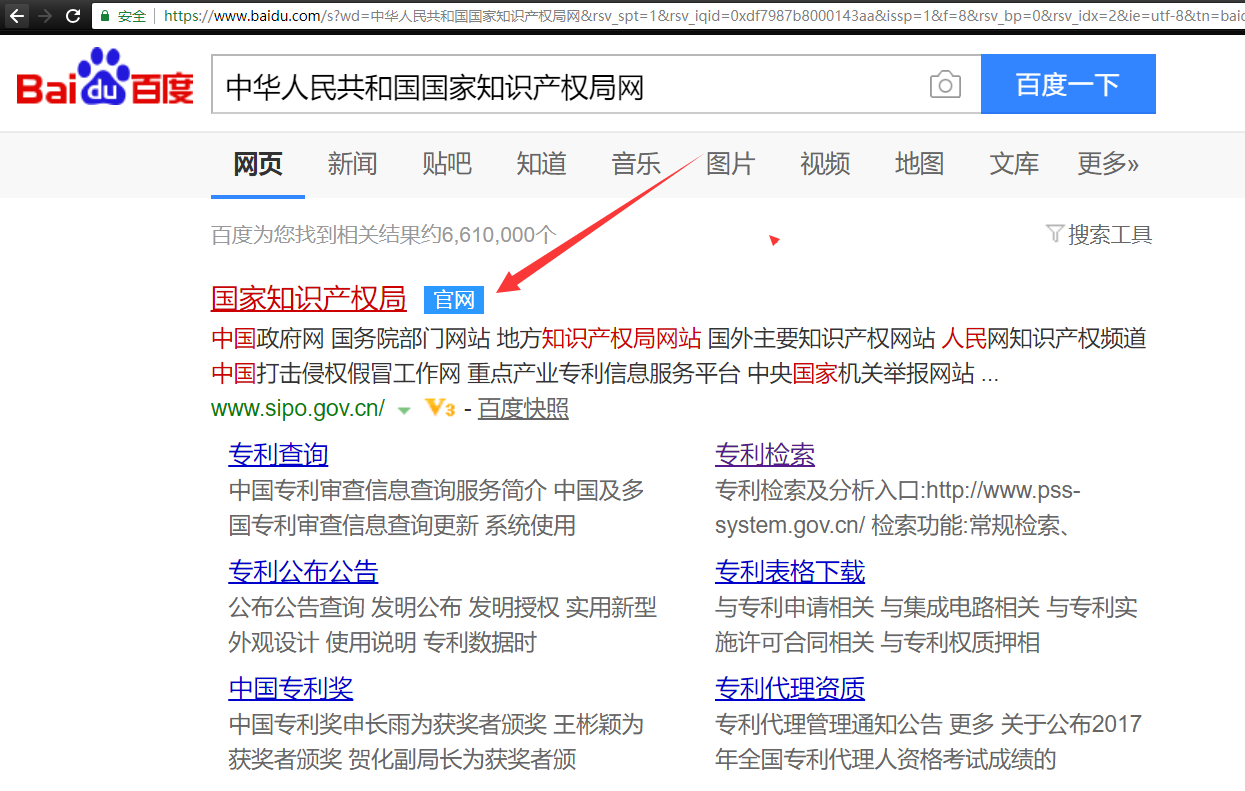 安全 https://www.baidu.com/s?wd=中华人民共和国国家知识产权局网&rsv_spt=1&rsv_iqid=0xdf7987b8000143aa&issp=1&f=8&rsv_bp=0&rsv_idx=2&ie=utf-8&tn=baid
Bai du 百度 中华人民共和国国家知识产权局网 百度一下
网页 新闻 贴吧 知道 音乐 图片 视频 地图 文库 更多»
百度为您找到相关结果约6,610,000个 搜索工具
国家知识产权局 官网
中国政府网 国务院部门网站 地方知识产权局网站 国外主要知识产权网站 人民网知识产权频道
中国打击侵权假冒工作网 重点产业专利信息服务平台 中央国家机关举报网站 ...
www.sipo.gov.cn/ V3 - 百度快照
专利查询 专利检索
中国专利审查信息查询服务简介 中国及多 专利检索及分析入口:http://www.pss-
国专利审查信息查询更新 系统使用 system.gov.cn/ 检索功能:常规检索、
专利公布公告 专利表格下载
公布公告查询 发明公布 发明授权 实用新型 与专利申请相关 与集成电路相关 与专利实
外观设计 使用说明 专利数据时 施许可合同相关 与专利权质押相
中国专利奖 专利代理资质
中国专利奖申长雨为获奖者颁奖 王彬颖为 专利代理管理通知公告 更多 关于公布2017
获奖者颁奖 贺化副局长为获奖者颁 年全国专利代理人资格考试成绩的